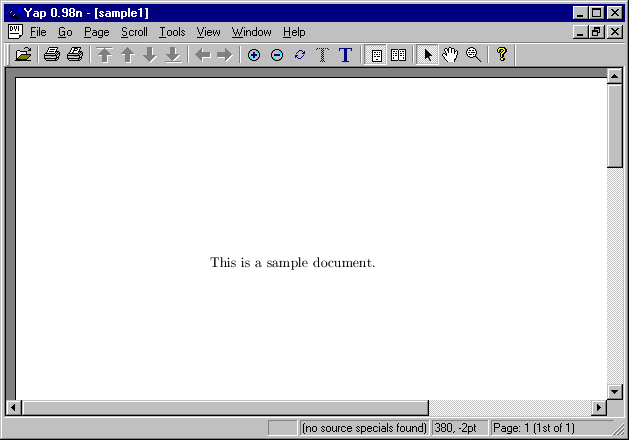 Yap 0.98n - [sample1]
DVI File Go Page Scroll Tools View Window Help
T T ?
This is a sample document.
(no source specials found) 380, -2pt Page: 1 (1st of 1)